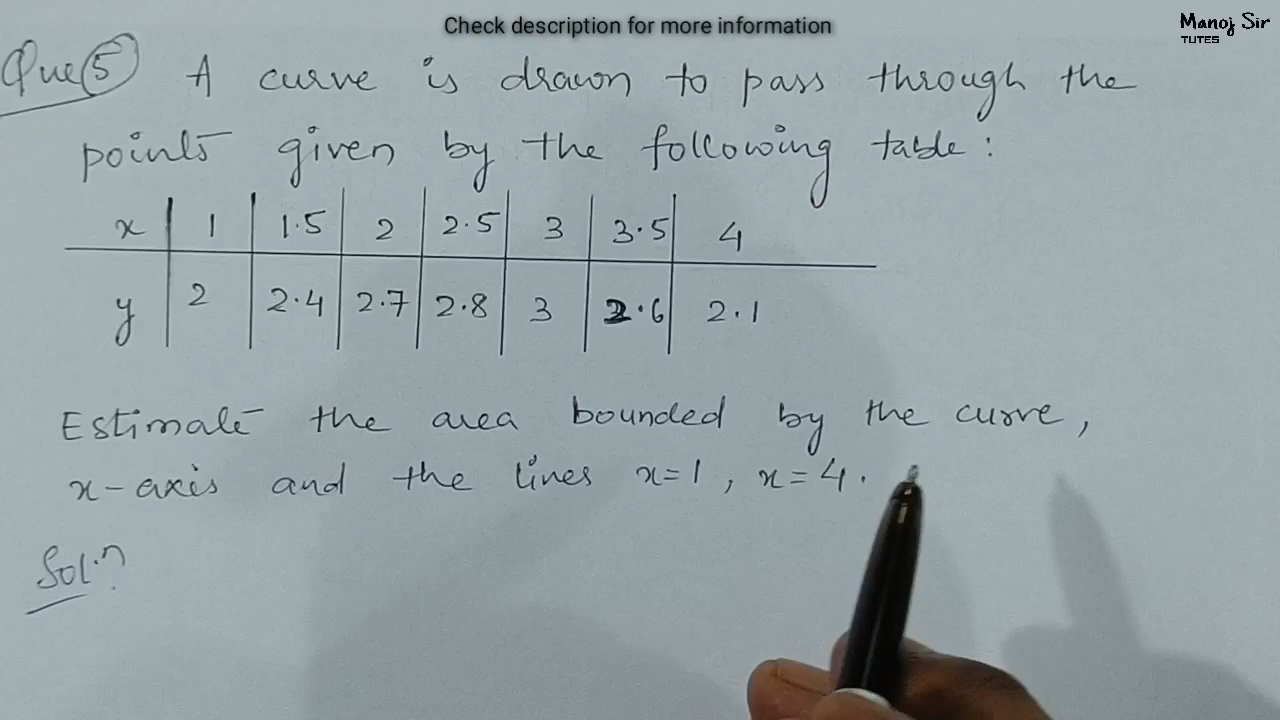 Check description for more information
Manoj Sir
TUTES
Que 5 A curve is drawn to pass through the
points given by the following table :
x 1 1.5 2 2.5 3 3.5 4
y 2 2.4 2.7 2.8 3 2.6 2.1
Estimate the area bounded by the curve,
x-axis and the lines x=1, x=4.
Sol.n